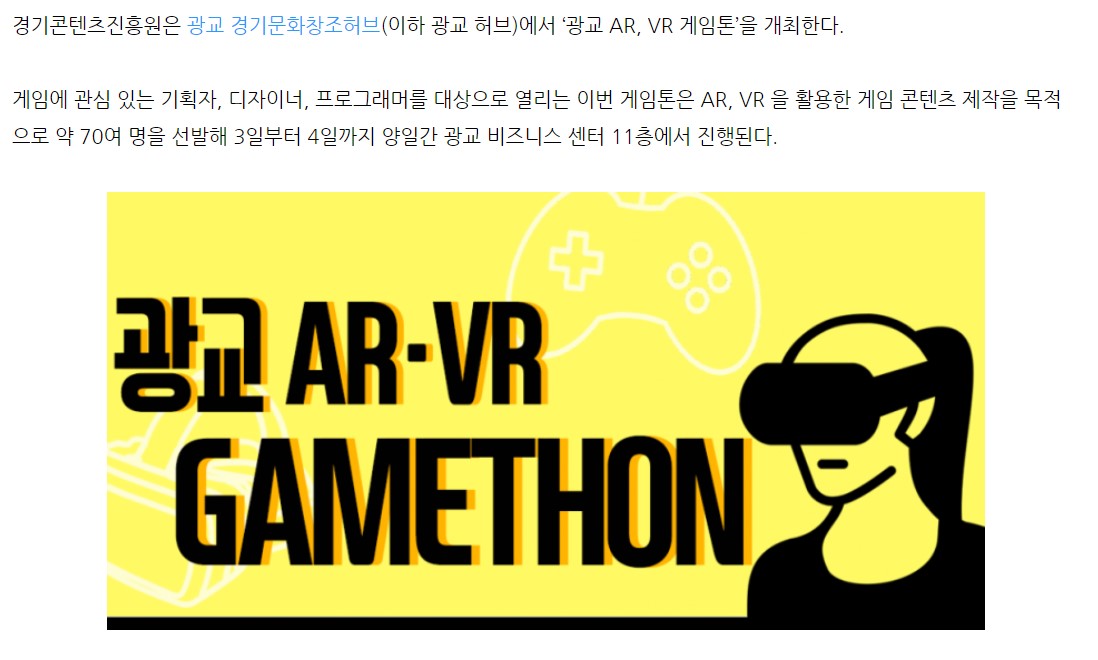 경기콘텐츠진흥원은 광교 경기문화창조허브(이하 광교 허브)에서 ‘광교 AR, VR 게임톤’을 개최한다.
게임에 관심 있는 기획자, 디자이너, 프로그래머를 대상으로 열리는 이번 게임톤은 AR, VR 을 활용한 게임 콘텐츠 제작을 목적
으로 약 70여 명을 선발해 3일부터 4일까지 양일간 광교 비즈니스 센터 11층에서 진행된다.
광교 AR·VR
GAMETHON